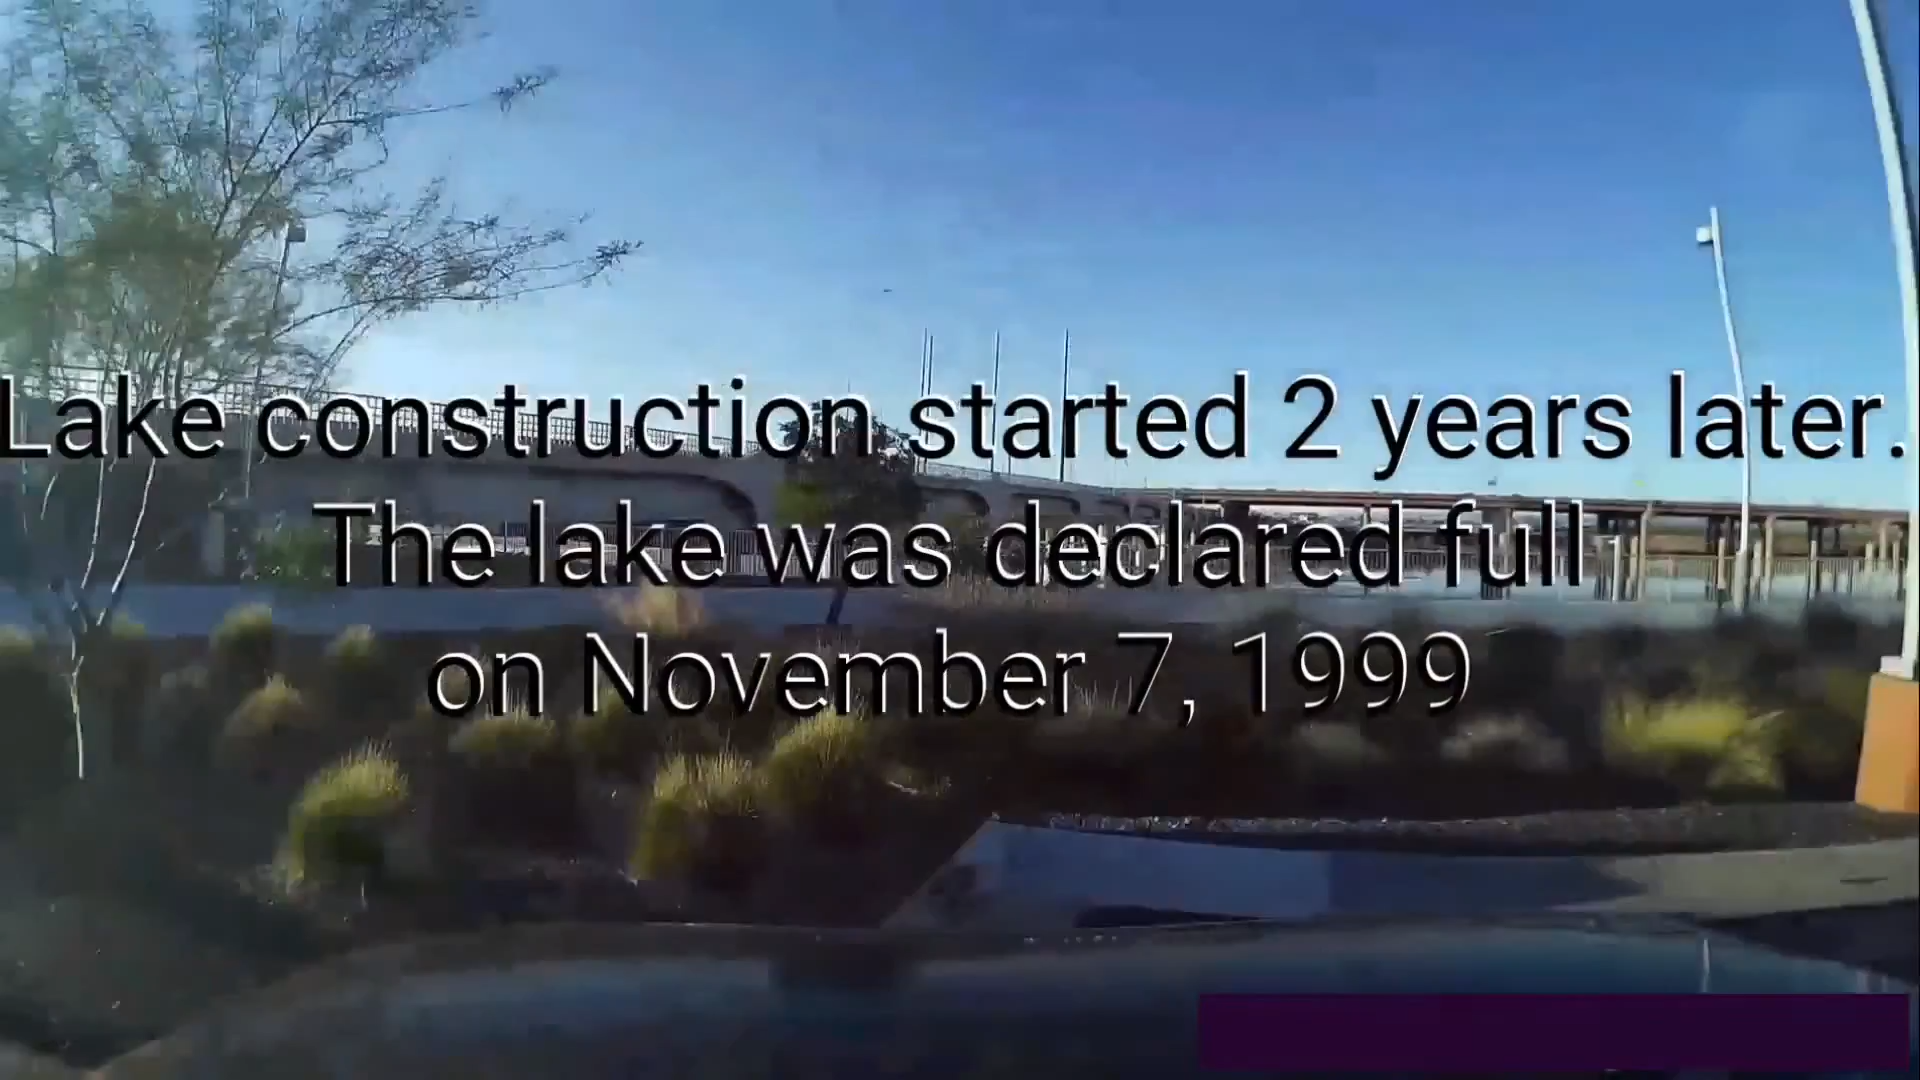 Lake construction started 2 years later.
The lake was declared full
on November 7, 1999